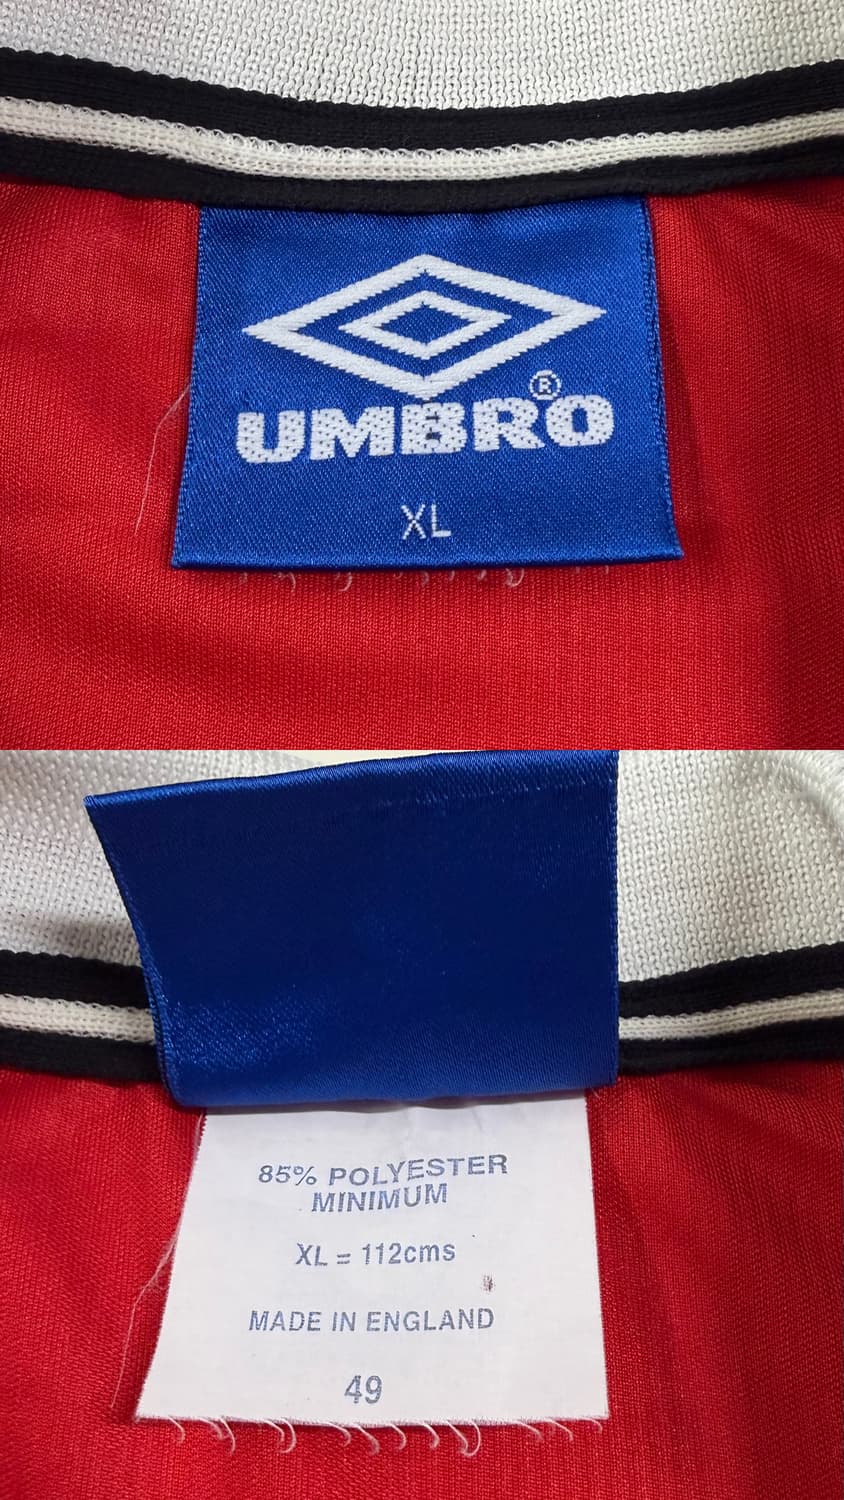 UMBRO®
XL
85% POLYESTER
MINIMUM
XL = 112cms
MADE IN ENGLAND
49